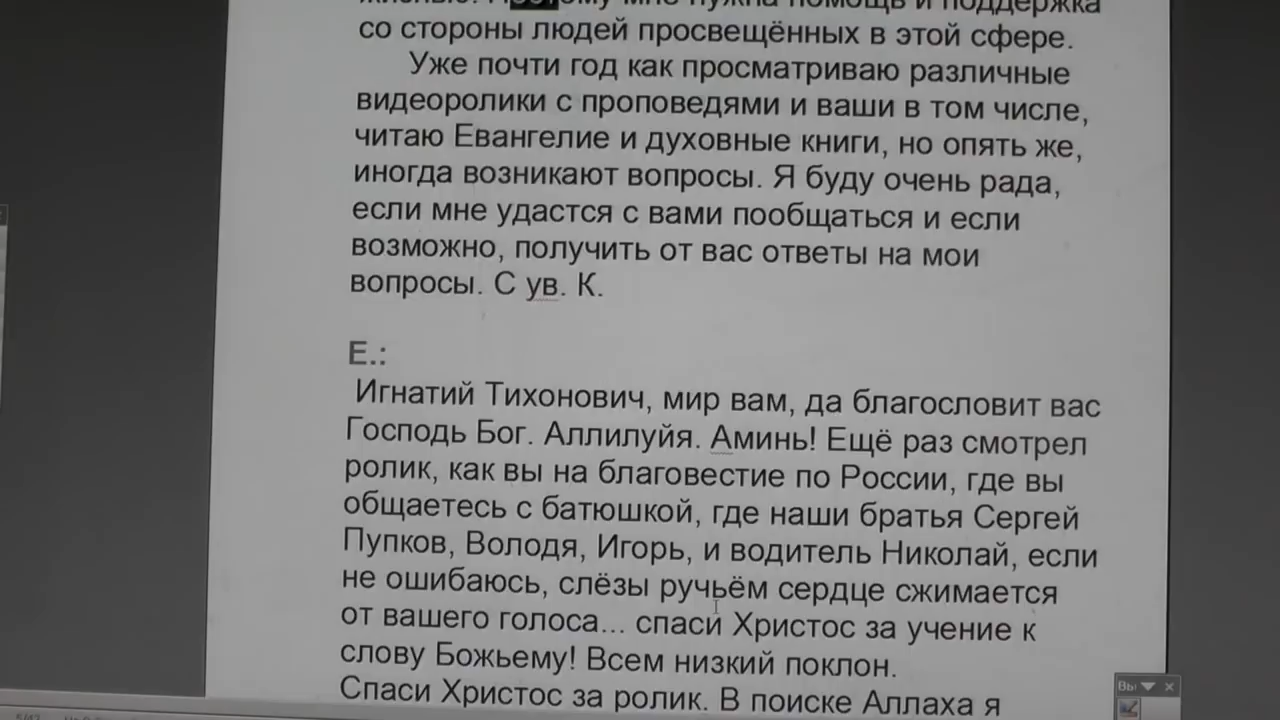 мне нужна помощь и поддержка
со стороны людей просвещённых в этой сфере.
Уже почти год как просматриваю различные
видеоролики с проповедями и ваши в том числе,
читаю Евангелие и духовные книги, но опять же,
иногда возникают вопросы. Я буду очень рада,
если мне удастся с вами пообщаться и если
возможно, получить от вас ответы на мои
вопросы. С ув. К.
Е.:
Игнатий Тихонович, мир вам, да благословит вас
Господь Бог. Аллилуйя. Аминь! Ещё раз смотрел
ролик, как вы на благовестие по России, где вы
общаетесь с батюшкой, где наши братья Сергей
Пупков, Володя, Игорь, и водитель Николай, если
не ошибаюсь, слёзы ручьём сердце сжимается
от вашего голоса... спаси Христос за учение к
слову Божьему! Всем низкий поклон.
Спаси Христос за ролик. В поиске Аллаха я
Вы